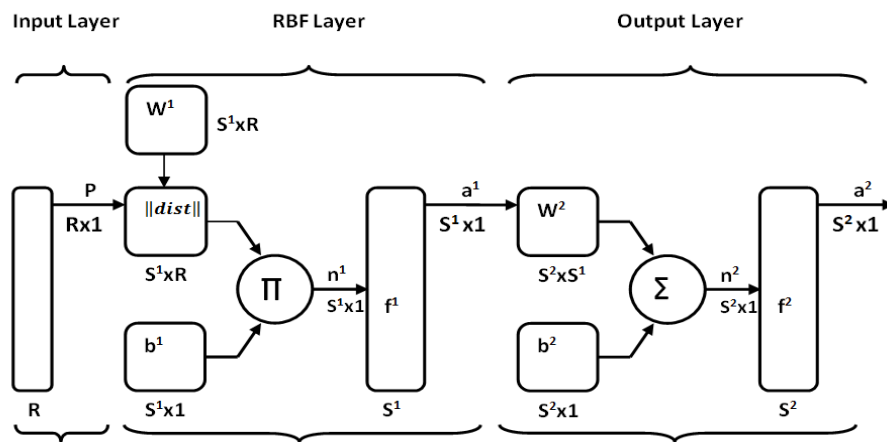 Input Layer
RBF Layer
Output Layer
W¹
S¹xR
P
Rx1
||dist||
S¹xR
Π
n¹
S¹x1
b¹
S¹x1
f¹
S¹
R
a¹
S¹x1
W²
S²xS¹
Σ
n²
S²x1
b²
S²x1
f²
S²
a²
S²x1